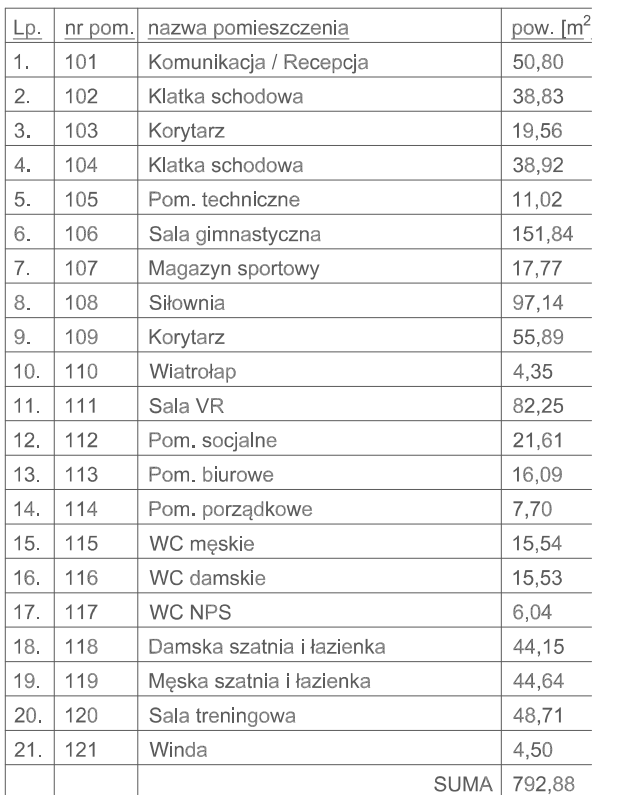 Lp. nr pom. nazwa pomieszczenia pow. [m²
1. 101 Komunikacja / Recepcja 50,80
2. 102 Klatka schodowa 38,83
3. 103 Korytarz 19,56
4. 104 Klatka schodowa 38,92
5. 105 Pom. techniczne 11,02
6. 106 Sala gimnastyczna 151,84
7. 107 Magazyn sportowy 17,77
8. 108 Siłownia 97,14
9. 109 Korytarz 55,89
10. 110 Wiatrołap 4,35
11. 111 Sala VR 82,25
12. 112 Pom. socjalne 21,61
13. 113 Pom. biurowe 16,09
14. 114 Pom. porządkowe 7,70
15. 115 WC męskie 15,54
16. 116 WC damskie 15,53
17. 117 WC NPS 6,04
18. 118 Damska szatnia i łazienka 44,15
19. 119 Męska szatnia i łazienka 44,64
20. 120 Sala treningowa 48,71
21. 121 Winda 4,50
SUMA 792,88